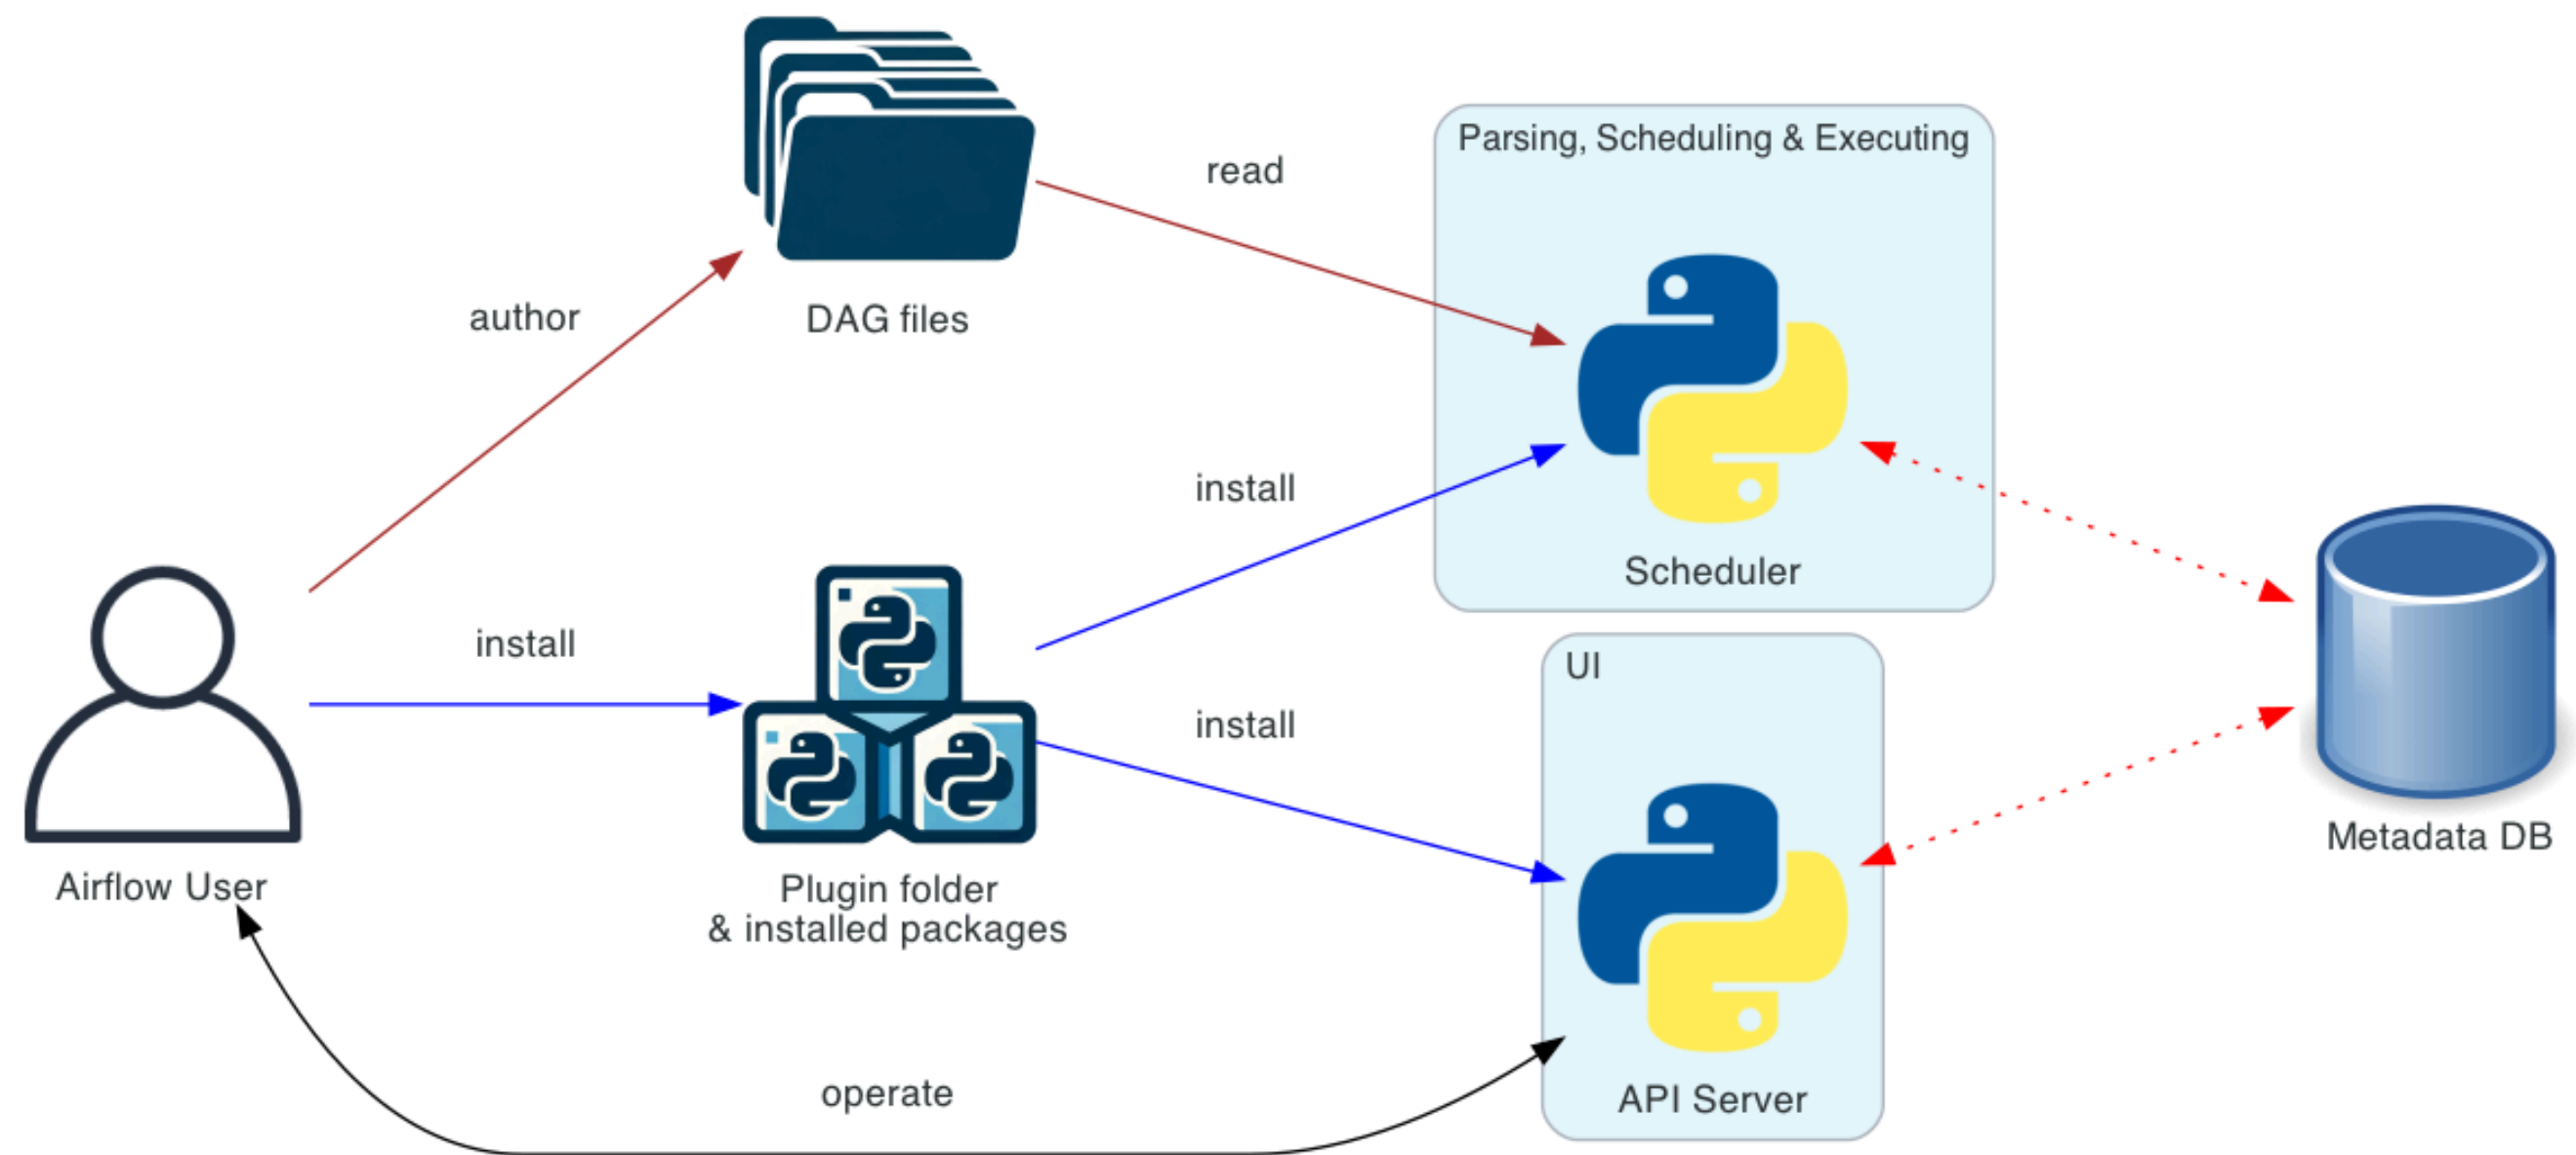 Parsing, Scheduling & Executing
read
author
DAG files
install
Scheduler
install
UI
install
Metadata DB
Airflow User
Plugin folder
& installed packages
operate
API Server